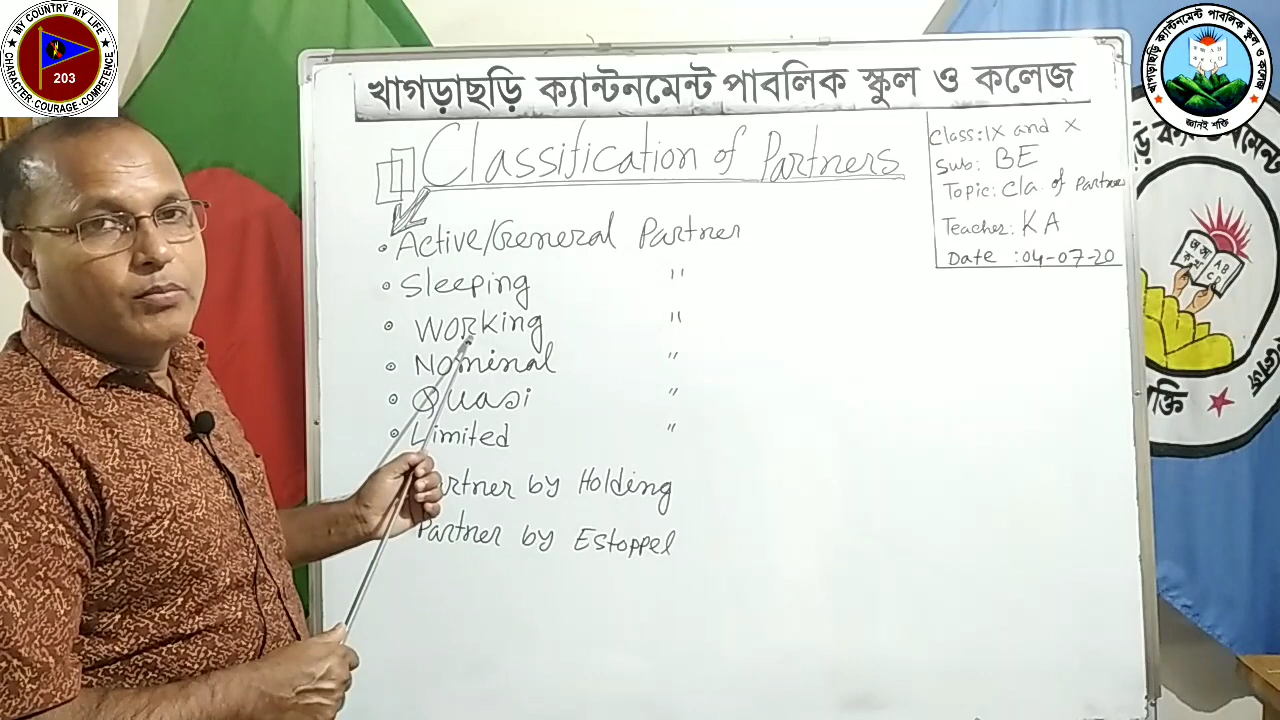 MY COUNTRY MY LIFE
203
CHARACTER·COURAGE·COMPETENCE
খাগড়াছড়ি ক্যান্টনমেন্ট পাবলিক স্কুল ও কলেজ
জ্ঞানই শক্তি
খাগড়াছড়ি ক্যান্টনমেন্ট পাবলিক স্কুল ও কলেজ
Classification of Partners
Class: IX and X
Sub: BE
Topic: Cla. of Partners
Teacher: KA
Date : 04-07-20
Active/General Partner
Sleeping "
Working "
Nominal "
Quasi "
Limited "
artner by Holding
Partner by Estoppel